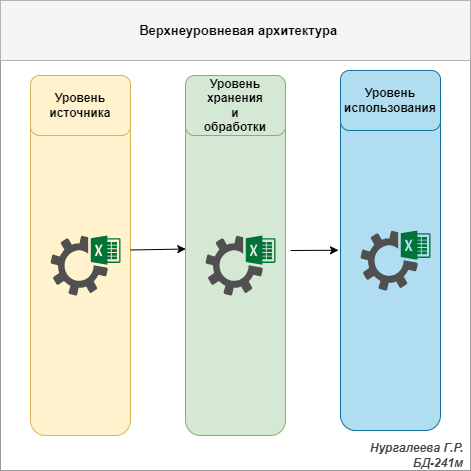 Верхнеуровневая архитектура
Уровень
источника
Уровень
хранения
и
обработки
Уровень
использования
X
X
X
Нургалеева Г.Р.
БД-241м